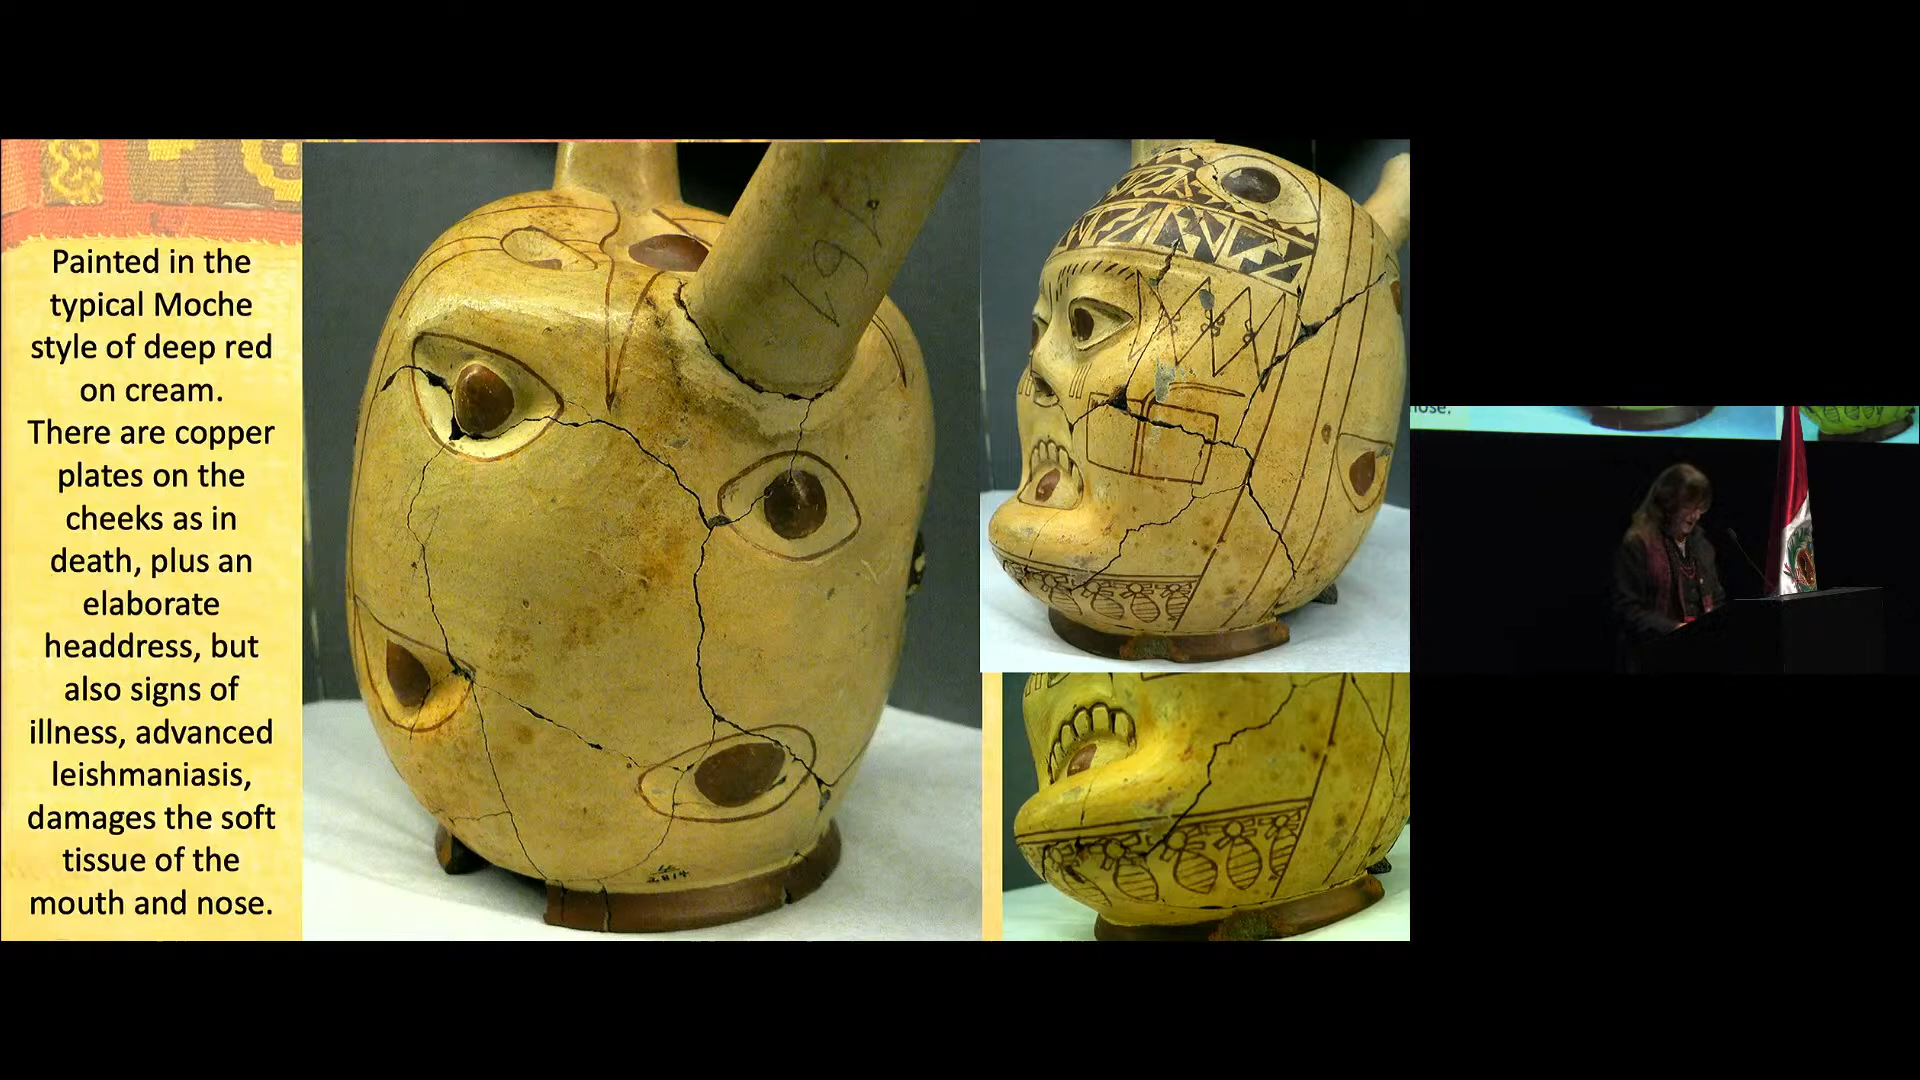 Painted in the
typical Moche
style of deep red
on cream.
There are copper
plates on the
cheeks as in
death, plus an
elaborate
headdress, but
also signs of
illness, advanced
leishmaniasis,
damages the soft
tissue of the
mouth and nose.
nose.